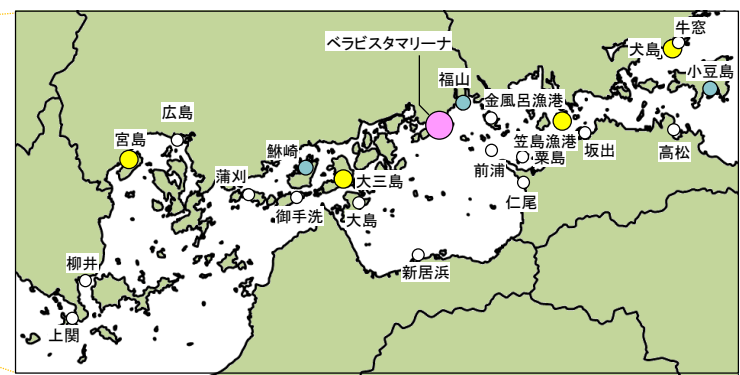 牛窓
ベラビスタマリーナ
犬島
福山
小豆島
金風呂漁港
広島
宮島
笠島漁港
坂出
高松
鮴崎
前浦
粟島
蒲刈
大三島
仁尾
御手洗
大島
柳井
新居浜
上関